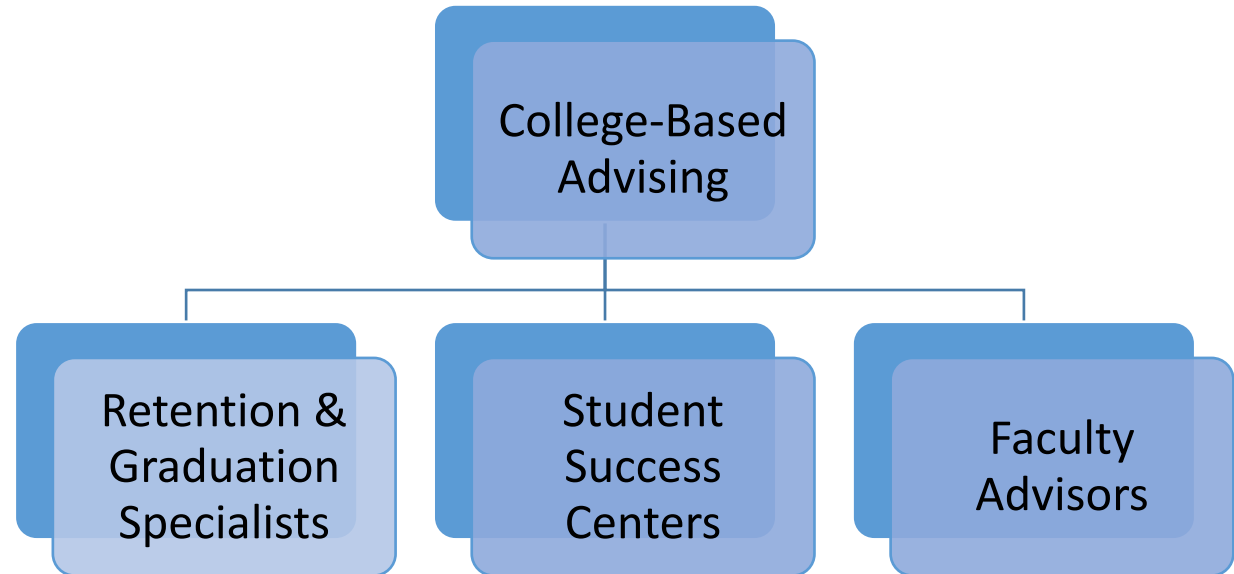 College-Based
Advising
Retention &
Graduation
Specialists
Student
Success
Centers
Faculty
Advisors